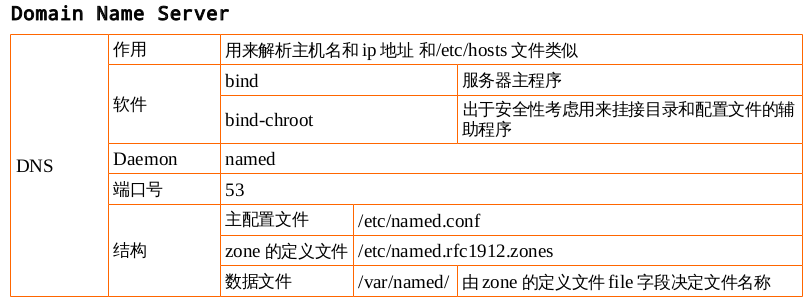 Domain Name Server
DNS
作用
用来解析主机名和 ip 地址 和/etc/hosts 文件类似
软件
bind
服务器主程序
bind-chroot
出于安全性考虑用来挂接目录和配置文件的辅
助程序
Daemon
named
端口号
53
结构
主配置文件
/etc/named.conf
zone 的定义文件
/etc/named.rfc1912.zones
数据文件
/var/named/
由 zone 的定义文件 file 字段决定文件名称